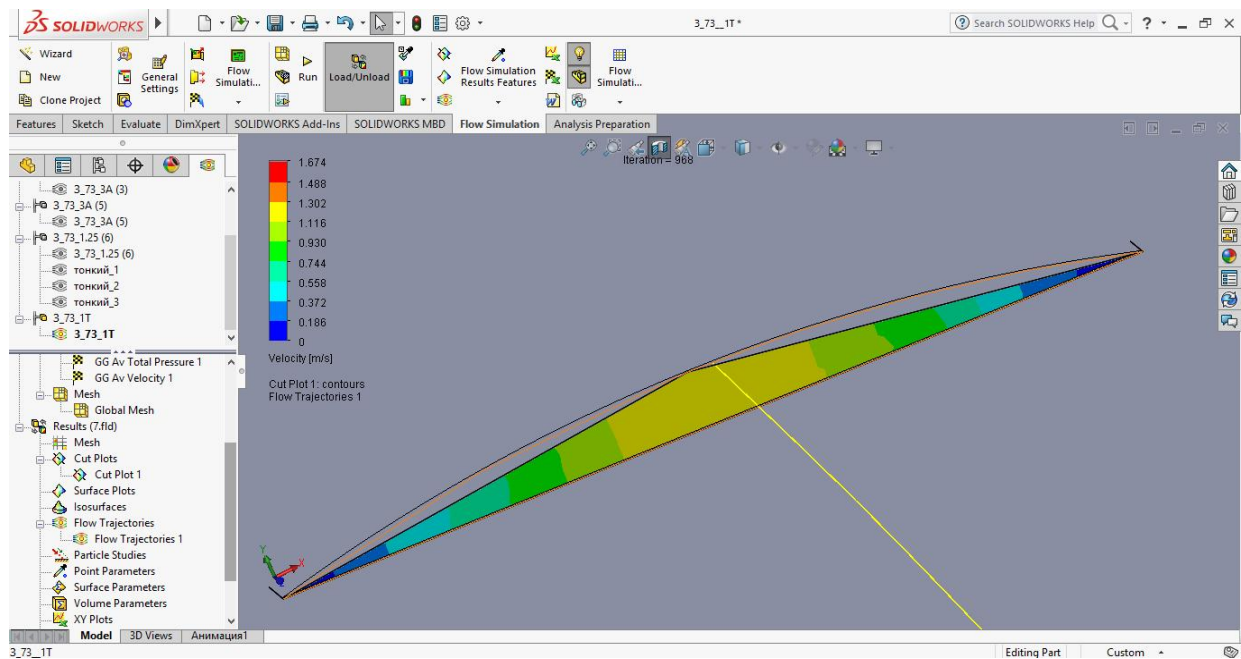 SOLIDWORKS
3_73__1T *
Search SOLIDWORKS Help
Wizard
New
Clone Project
General Settings
Flow Simulati...
Run
Load/Unload
Flow Simulation Results Features
Flow Simulati...
Features Sketch Evaluate DimXpert SOLIDWORKS Add-Ins SOLIDWORKS MBD Flow Simulation Analysis Preparation
Iteration = 968
3_73_3A (3)
3_73_3A (5)
3_73_3A (5)
3_73_1.25 (6)
3_73_1.25 (6)
тонкий_1
тонкий_2
тонкий_3
3_73_1T
3_73_1T
GG Av Total Pressure 1
GG Av Velocity 1
Mesh
Global Mesh
Results (7.fld)
Mesh
Cut Plots
Cut Plot 1
Surface Plots
Isosurfaces
Flow Trajectories
Flow Trajectories 1
Particle Studies
Point Parameters
Surface Parameters
Volume Parameters
XY Plots
1.674
1.488
1.302
1.116
0.930
0.744
0.558
0.372
0.186
0
Velocity [m/s]
Cut Plot 1: contours
Flow Trajectories 1
Y
X
Model 3D Views Анимация1
3_73__1T
Editing Part
Custom